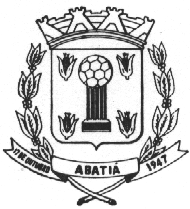 17 DE OUTUBRO
ABATIÁ
1947